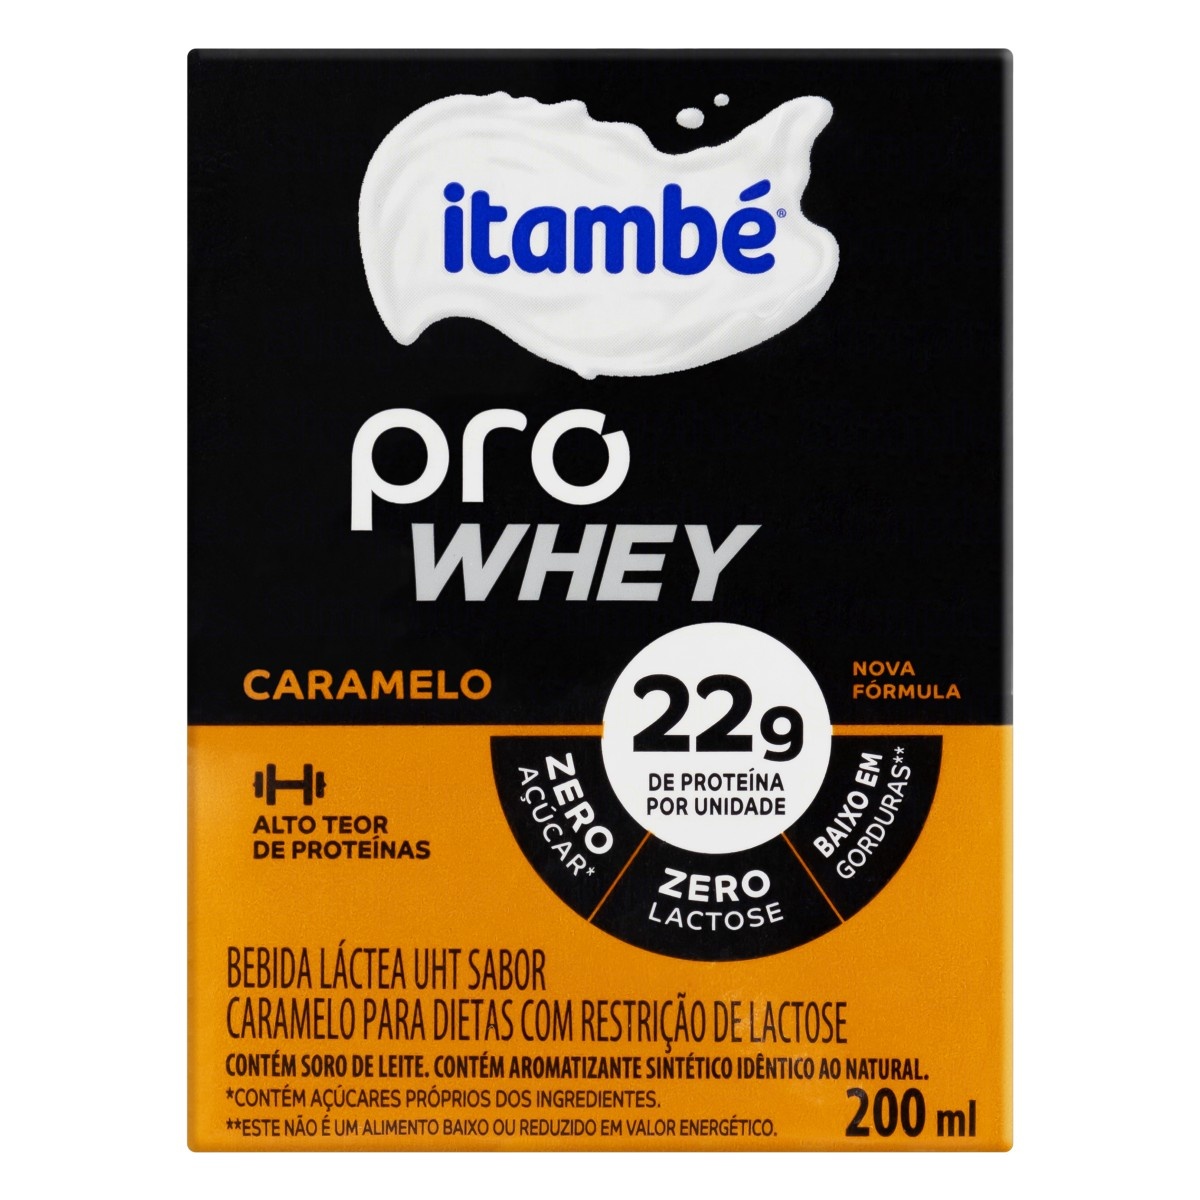 itambé®
pro
WHEY
CARAMELO
NOVA
FÓRMULA
22g
DE PROTEÍNA
POR UNIDADE
ZERO
AÇÚCAR*
ZERO
LACTOSE
BAIXO EM
GORDURAS**
ALTO TEOR
DE PROTEÍNAS
BEBIDA LÁCTEA UHT SABOR
CARAMELO PARA DIETAS COM RESTRIÇÃO DE LACTOSE
CONTÉM SORO DE LEITE. CONTÉM AROMATIZANTE SINTÉTICO IDÊNTICO AO NATURAL.
*CONTÉM AÇÚCARES PRÓPRIOS DOS INGREDIENTES.
**ESTE NÃO É UM ALIMENTO BAIXO OU REDUZIDO EM VALOR ENERGÉTICO.
200 ml